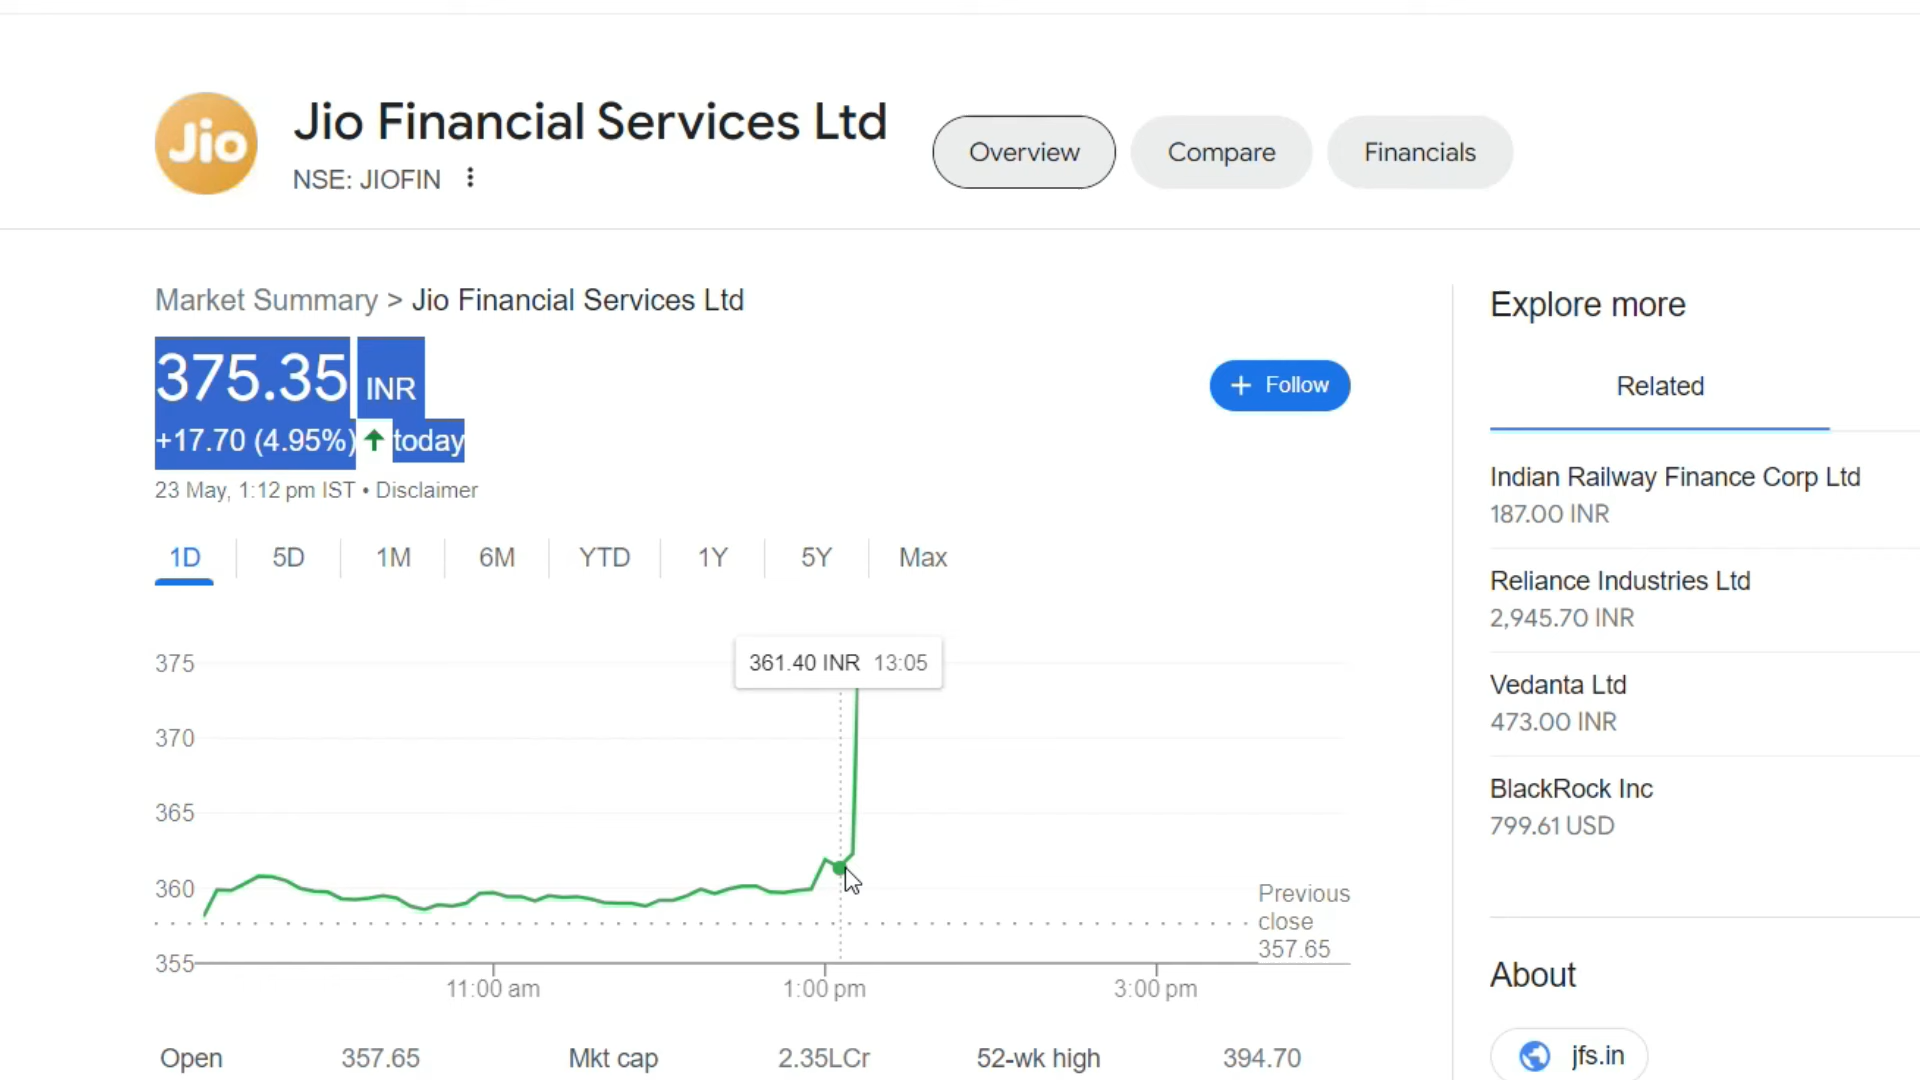 Jio
Jio Financial Services Ltd
NSE: JIOFIN
Overview
Compare
Financials
Market Summary > Jio Financial Services Ltd
375.35 INR
+17.70 (4.95%) today
23 May, 1:12 pm IST • Disclaimer
+ Follow
1D 5D 1M 6M YTD 1Y 5Y Max
361.40 INR 13:05
375
370
365
360
355
Previous
close
357.65
11:00 am 1:00 pm 3:00 pm
Open 357.65 Mkt cap 2.35LCr 52-wk high 394.70
Explore more
Related
Indian Railway Finance Corp Ltd
187.00 INR
Reliance Industries Ltd
2,945.70 INR
Vedanta Ltd
473.00 INR
BlackRock Inc
799.61 USD
About
jfs.in